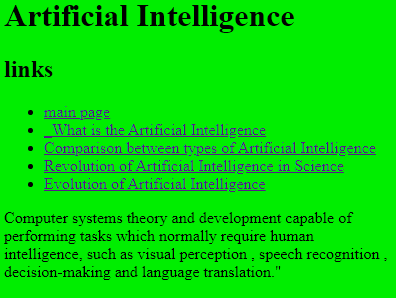 Artificial Intelligence
links
main page
_What is the Artificial Intelligence
Comparison between types of Artificial Intelligence
Revolution of Artificial Intelligence in Science
Evolution of Artificial Intelligence
Computer systems theory and development capable of
performing tasks which normally require human
intelligence, such as visual perception , speech recognition ,
decision-making and language translation."